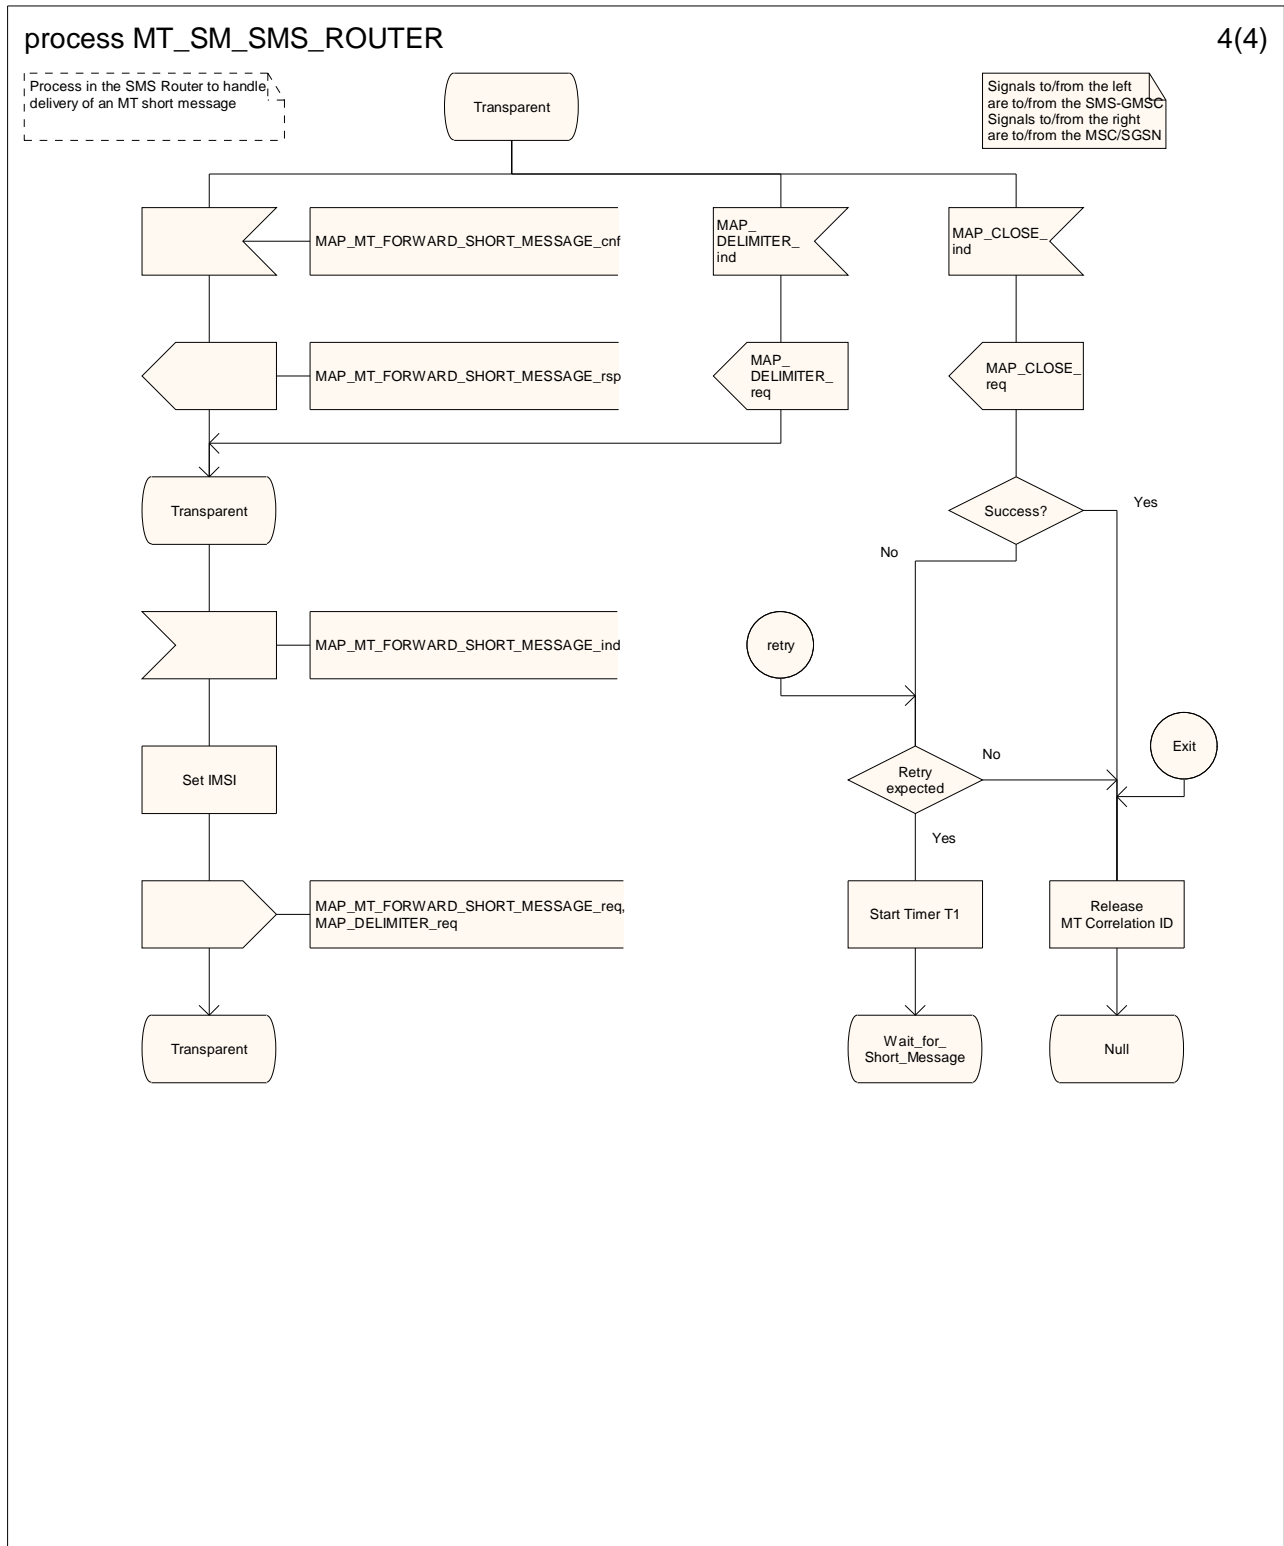 process MT_SM_SMS_ROUTER
4(4)
Process in the SMS Router to handle
delivery of an MT short message
Transparent
Signals to/from the left
are to/from the SMS-GMSC
Signals to/from the right
are to/from the MSC/SGSN
MAP_MT_FORWARD_SHORT_MESSAGE_cnf
MAP_
DELIMITER_
ind
MAP_CLOSE_
ind
MAP_MT_FORWARD_SHORT_MESSAGE_rsp
MAP_
DELIMITER_
req
MAP_CLOSE_
req
Transparent
Success?
Yes
No
MAP_MT_FORWARD_SHORT_MESSAGE_ind
retry
Set IMSI
Retry
expected
No
Exit
Yes
MAP_MT_FORWARD_SHORT_MESSAGE_req,
MAP_DELIMITER_req
Start Timer T1
Release
MT Correlation ID
Transparent
Wait_for_
Short_Message
Null